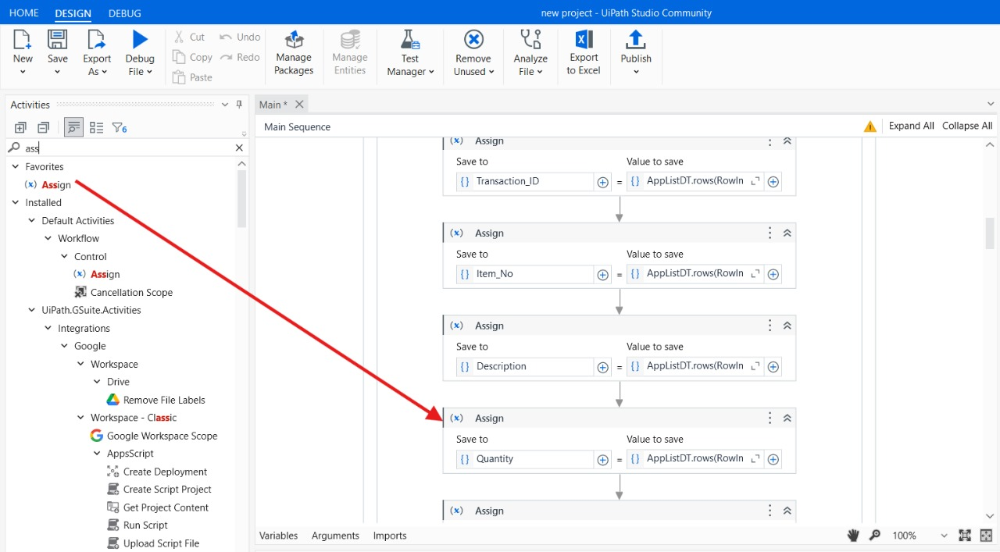 HOME DESIGN DEBUG
new project - UiPath Studio Community
New Save Export As Debug File
Cut Undo
Copy Redo
Paste
Manage Packages
Manage Entities
Test Manager
Remove Unused
Analyze File
Export to Excel
Publish
Activities
6
ass
Favorites
(x) Assign
Installed
Default Activities
Workflow
Control
(x) Assign
Cancellation Scope
UiPath.GSuite.Activities
Integrations
Google
Workspace
Drive
Remove File Labels
Workspace - Classic
Google Workspace Scope
AppsScript
Create Deployment
Create Script Project
Get Project Content
Run Script
Upload Script File
Main *
Main Sequence
Expand All Collapse All
(x) Assign
Save to Value to save
{} Transaction_ID = {} AppListDT.rows(RowIn
(x) Assign
Save to Value to save
{} Item_No = {} AppListDT.rows(RowIn
(x) Assign
Save to Value to save
{} Description = {} AppListDT.rows(RowIn
(x) Assign
Save to Value to save
{} Quantity = {} AppListDT.rows(RowIn
(x) Assign
Variables Arguments Imports
100%